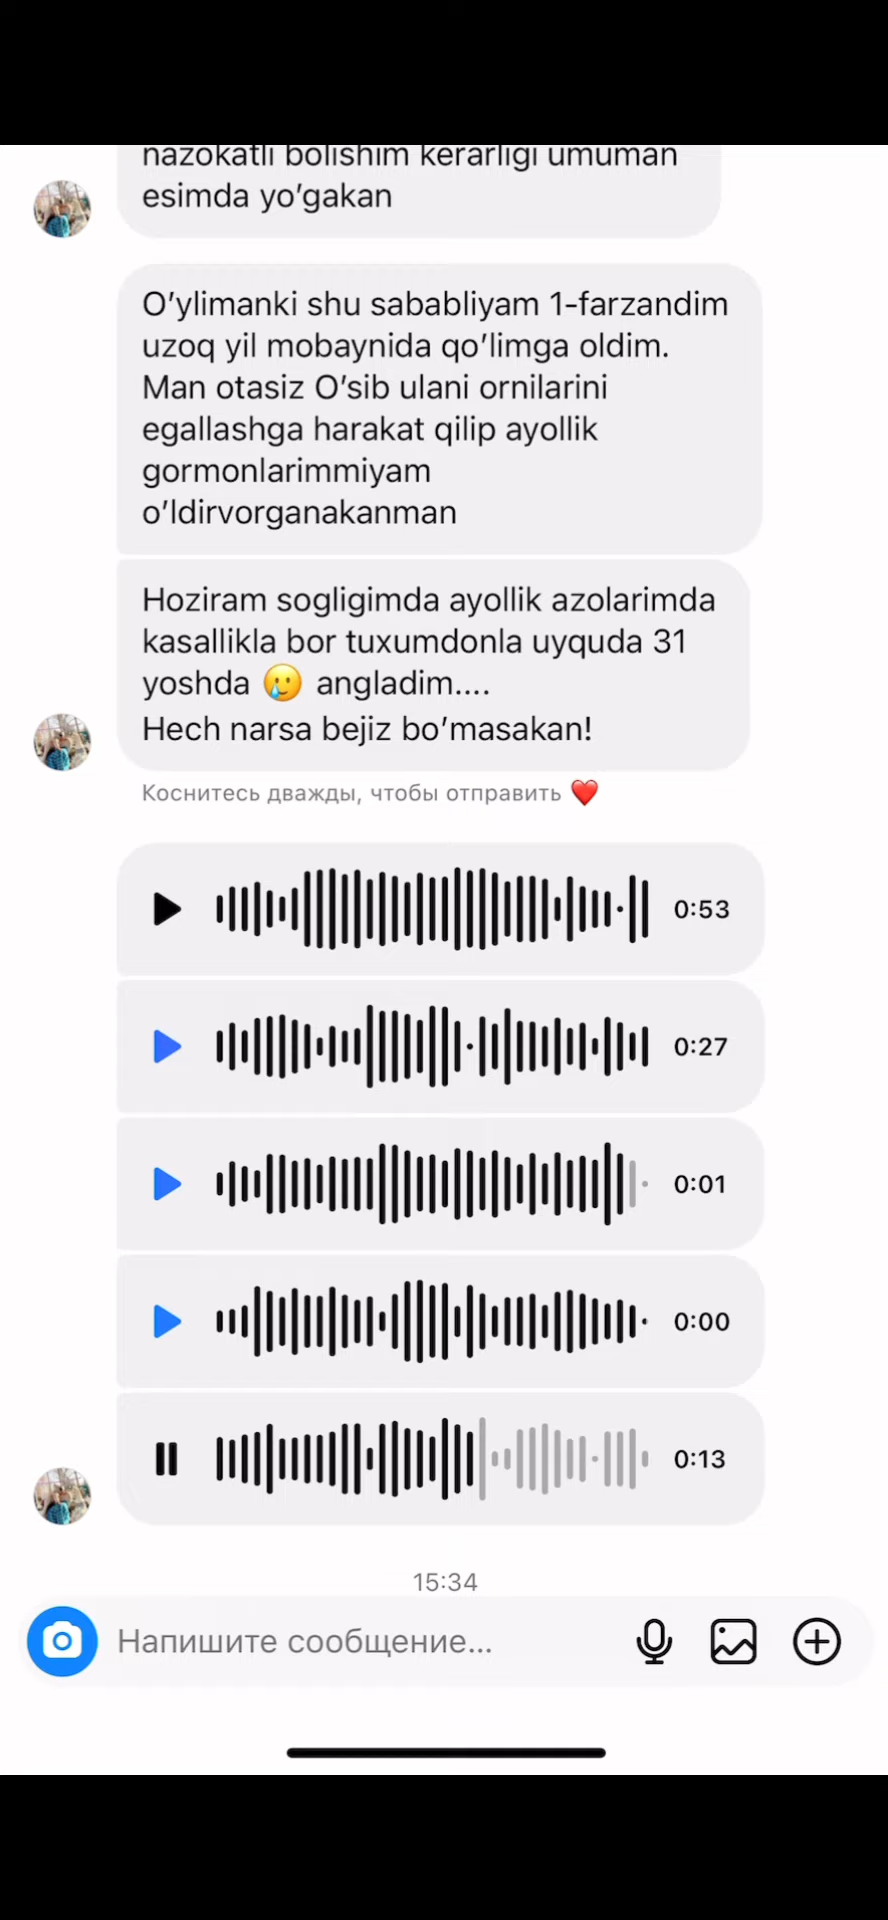 nazokatli bolishim kerarligi umuman
esimda yo’gakan
O’ylimanki shu sababliyam 1-farzandim
uzoq yil mobaynida qo’limga oldim.
Man otasiz O’sib ulani ornilarini
egallashga harakat qilip ayollik
gormonlarimmiyam
o’ldirvorganakanman
Hoziram sogligimda ayollik azolarimda
kasallikla bor tuxumdonla uyquda 31
yoshda 🥲 angladim....
Hech narsa bejiz bo’masakan!
Коснитесь дважды, чтобы отправить ❤️
0:53
0:27
0:01
0:00
0:13
15:34
Напишите сообщение...